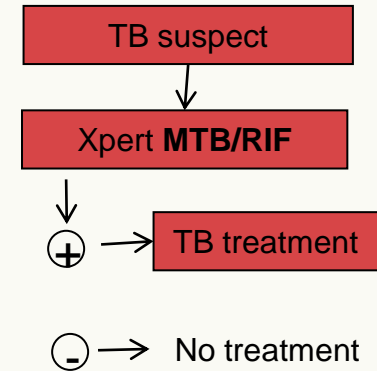 TB suspect
Xpert MTB/RIF
+ TB treatment
- No treatment